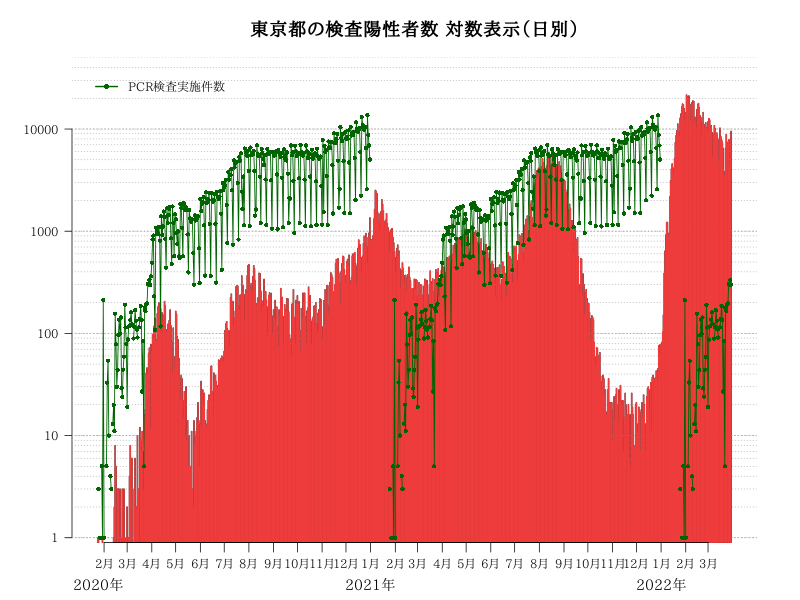 東京都の検査陽性者数 対数表示(日別)
PCR検査実施件数
10000
1000
100
10
1
2月 3月 4月 5月 6月 7月 8月 9月 10月 11月 12月 1月 2月 3月 4月 5月 6月 7月 8月 9月 10月 11月 12月 1月 2月 3月
2020年 2021年 2022年